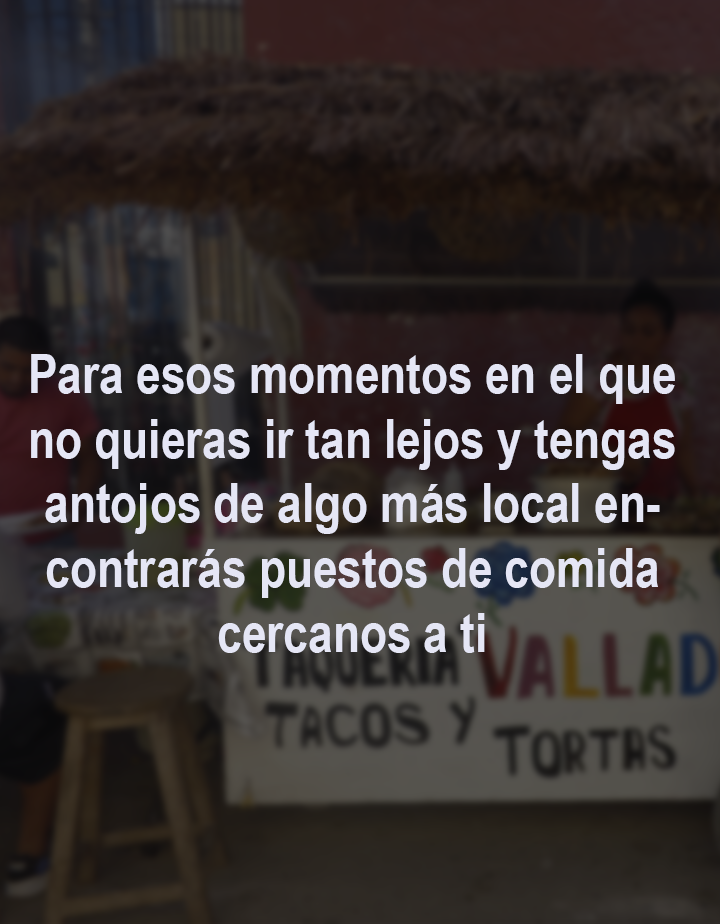 Para esos momentos en el que
no quieras ir tan lejos y tengas
antojos de algo más local en-
contrarás puestos de comida
cercanos a ti
TAQUERIA VALLAD
TACOS Y TORTAS